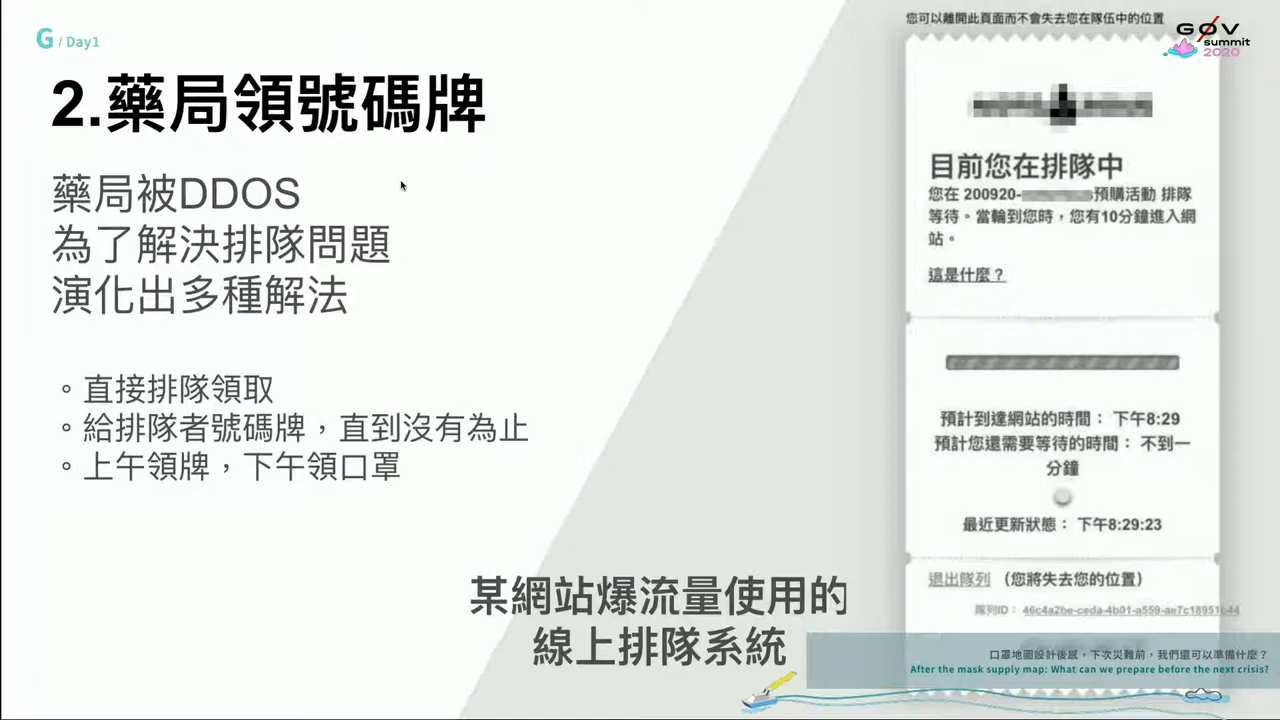 G / Day1
2.藥局領號碼牌
藥局被DDOS
為了解決排隊問題
演化出多種解法
。直接排隊領取
。給排隊者號碼牌，直到沒有為止
。上午領牌，下午領口罩
某網站爆流量使用的
線上排隊系統
您可以離開此頁面而不會失去您在隊伍中的位置
GØV
summit
2020
目前您在排隊中
您在 200920-預購活動 排隊
等待。當輪到您時，您有10分鐘進入網
站。
這是什麼？
預計到達網站的時間： 下午8:29
預計您還需要等待的時間： 不到一
分鐘
最近更新狀態： 下午8:29:23
退出隊列 （您將失去您的位置）
隊列ID： 46c4a2be-ceda-4b01-a559-ae7c18951b44
口罩地圖設計後感，下次災難前，我們還可以準備什麼？
After the mask supply map: What can we prepare before the next crisis?